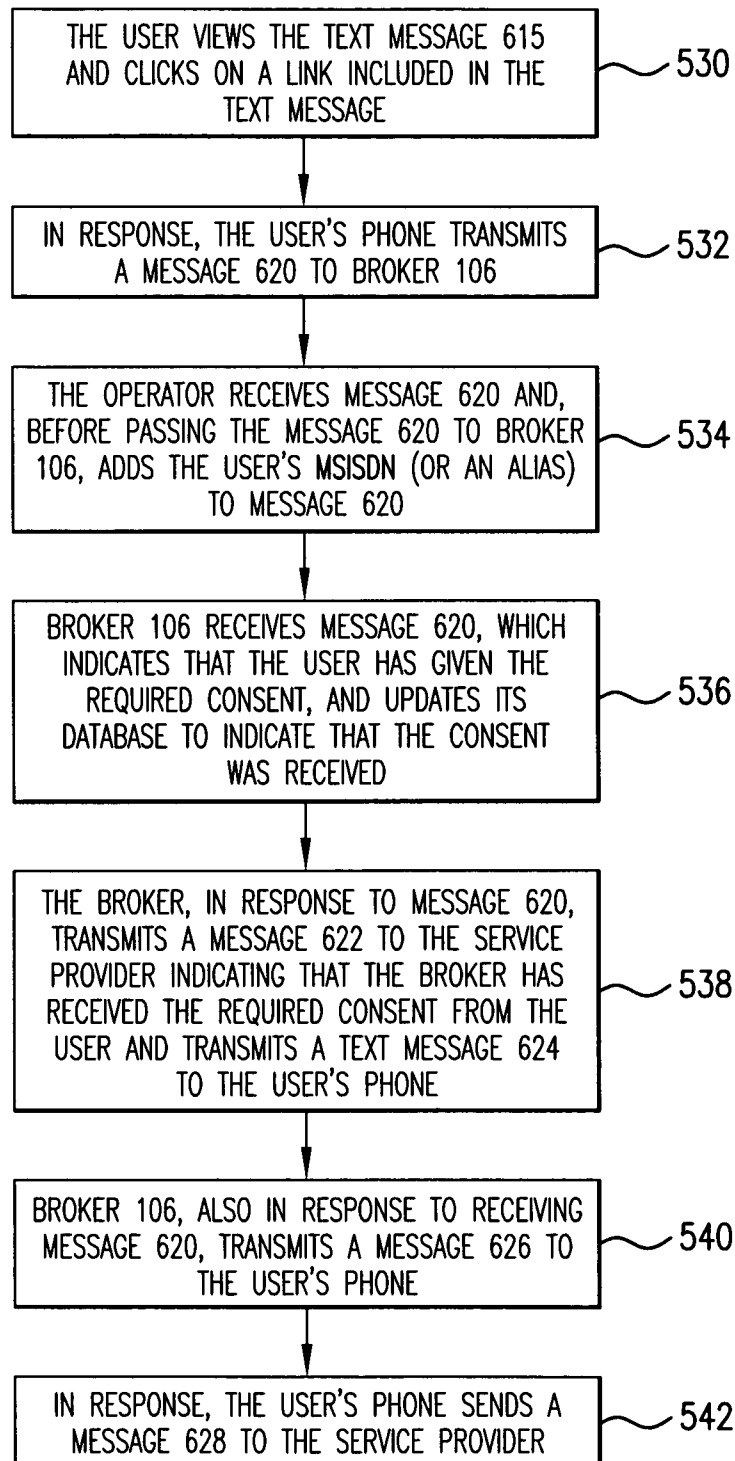 THE USER VIEWS THE TEXT MESSAGE 615
AND CLICKS ON A LINK INCLUDED IN THE
TEXT MESSAGE
530
IN RESPONSE, THE USER'S PHONE TRANSMITS
A MESSAGE 620 TO BROKER 106
532
THE OPERATOR RECEIVES MESSAGE 620 AND,
BEFORE PASSING THE MESSAGE 620 TO BROKER
106, ADDS THE USER'S MSISDN (OR AN ALIAS)
TO MESSAGE 620
534
BROKER 106 RECEIVES MESSAGE 620, WHICH
INDICATES THAT THE USER HAS GIVEN THE
REQUIRED CONSENT, AND UPDATES ITS
DATABASE TO INDICATE THAT THE CONSENT
WAS RECEIVED
536
THE BROKER, IN RESPONSE TO MESSAGE 620,
TRANSMITS A MESSAGE 622 TO THE SERVICE
PROVIDER INDICATING THAT THE BROKER HAS
RECEIVED THE REQUIRED CONSENT FROM THE
USER AND TRANSMITS A TEXT MESSAGE 624
TO THE USER'S PHONE
538
BROKER 106, ALSO IN RESPONSE TO RECEIVING
MESSAGE 620, TRANSMITS A MESSAGE 626 TO
THE USER'S PHONE
540
IN RESPONSE, THE USER'S PHONE SENDS A
MESSAGE 628 TO THE SERVICE PROVIDER
542